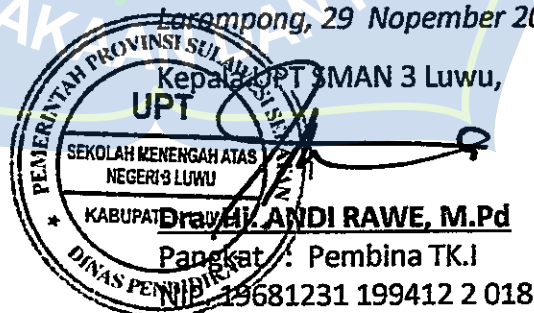 Larompong, 29 Nopember 20
Kepala UPT SMAN 3 Luwu,
PEMERINTAH PROVINSI SULAWESI SELATAN
UPT
SEKOLAH MENENGAH ATAS
NEGERI 3 LUWU
KABUPATEN
DINAS PENDIDIKAN
Dra. Hj. ANDI RAWE, M.Pd
Pangkat : Pembina TK.I
NIP. 19681231 199412 2 018